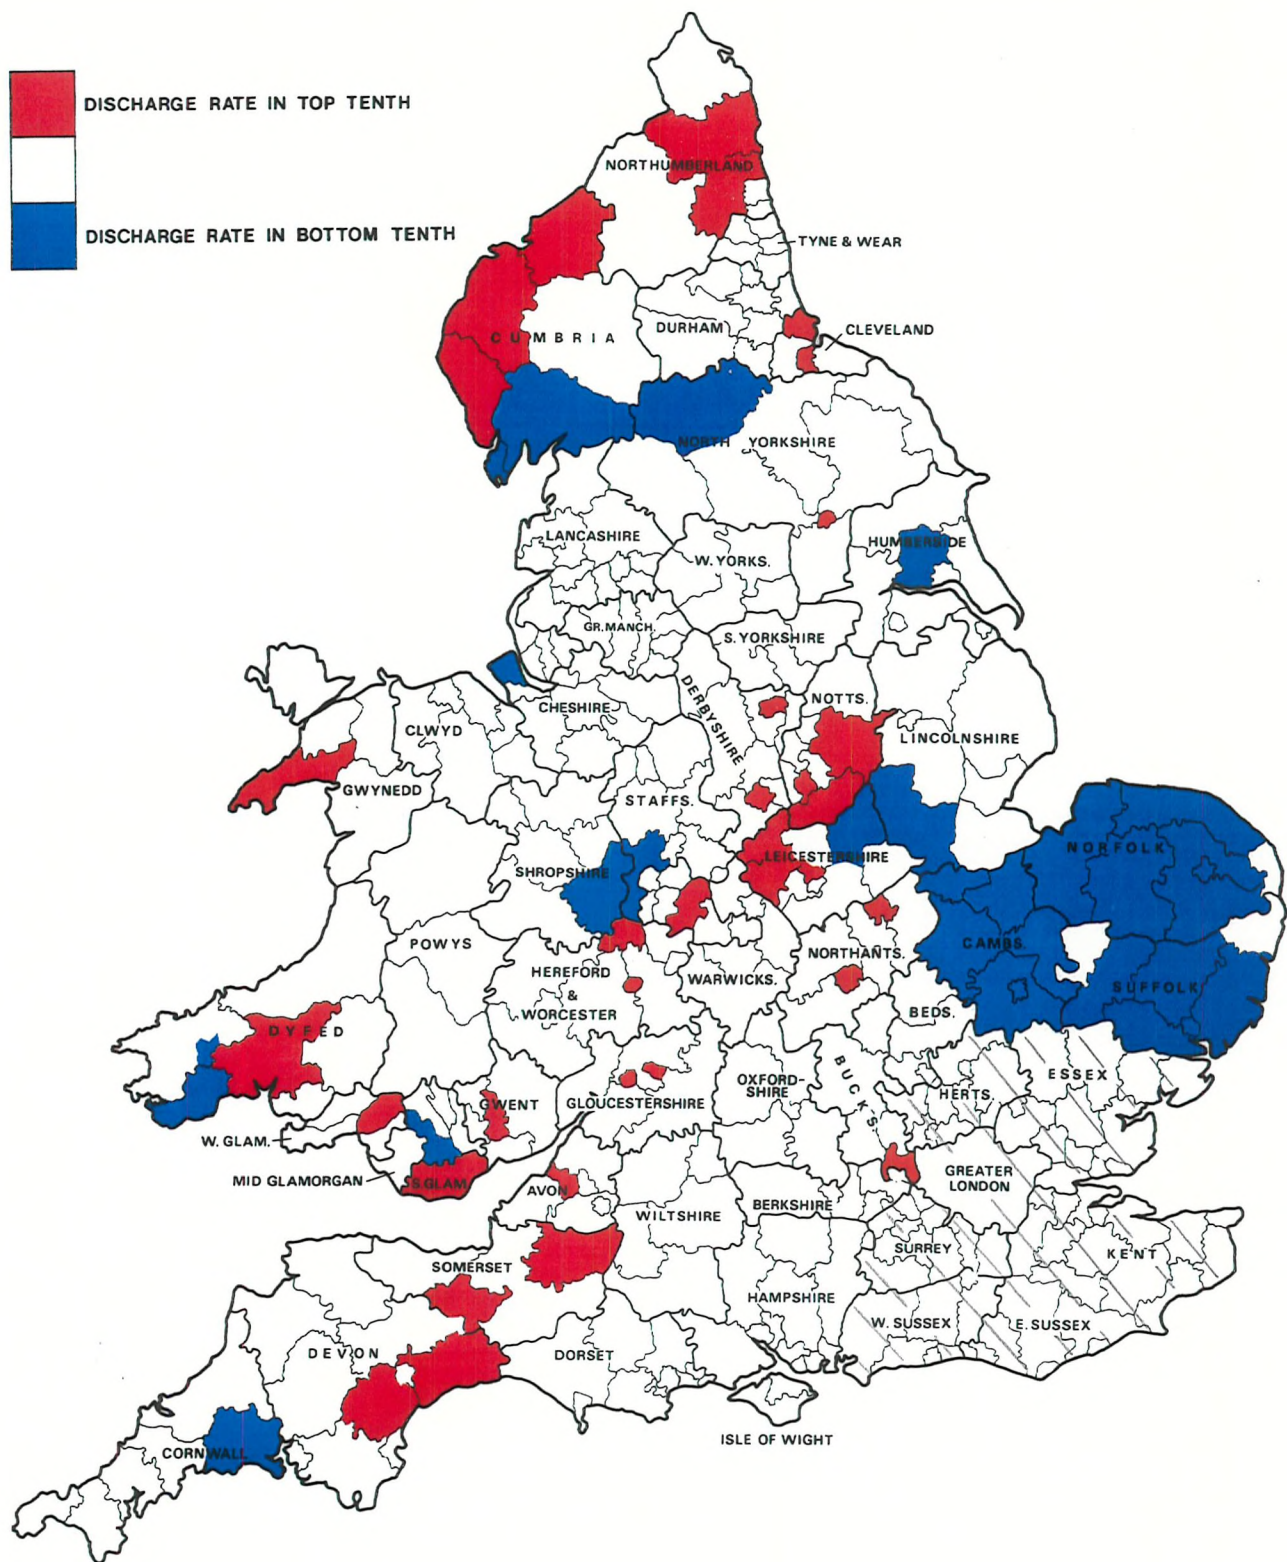 DISCHARGE RATE IN TOP TENTH
DISCHARGE RATE IN BOTTOM TENTH
NORTHUMBERLAND
TYNE & WEAR
CLEVELAND
DURHAM
CUMBRIA
NORTH YORKSHIRE
LANCASHIRE
W. YORKS.
HUMBERSIDE
GR. MANCH.
S. YORKSHIRE
DERBYSHIRE
NOTTS.
CHESHIRE
CLWYD
LINCOLNSHIRE
GWYNEDD
STAFFS.
NORFOLK
LEICESTERSHIRE
SHROPSHIRE
POWYS
CAMBS.
NORTHANTS.
HEREFORD
&
WORCESTER
WARWICKS.
SUFFOLK
BEDS.
DYFED
BUCKS.
ESSEX
OXFORD-
SHIRE
HERTS.
GWENT
GLOUCESTERSHIRE
W. GLAM.
MID GLAMORGAN
S. GLAM.
AVON
GREATER
LONDON
BERKSHIRE
WILTSHIRE
SURREY
KENT
SOMERSET
HAMPSHIRE
W. SUSSEX
E. SUSSEX
DEVON
DORSET
ISLE OF WIGHT
CORNWALL